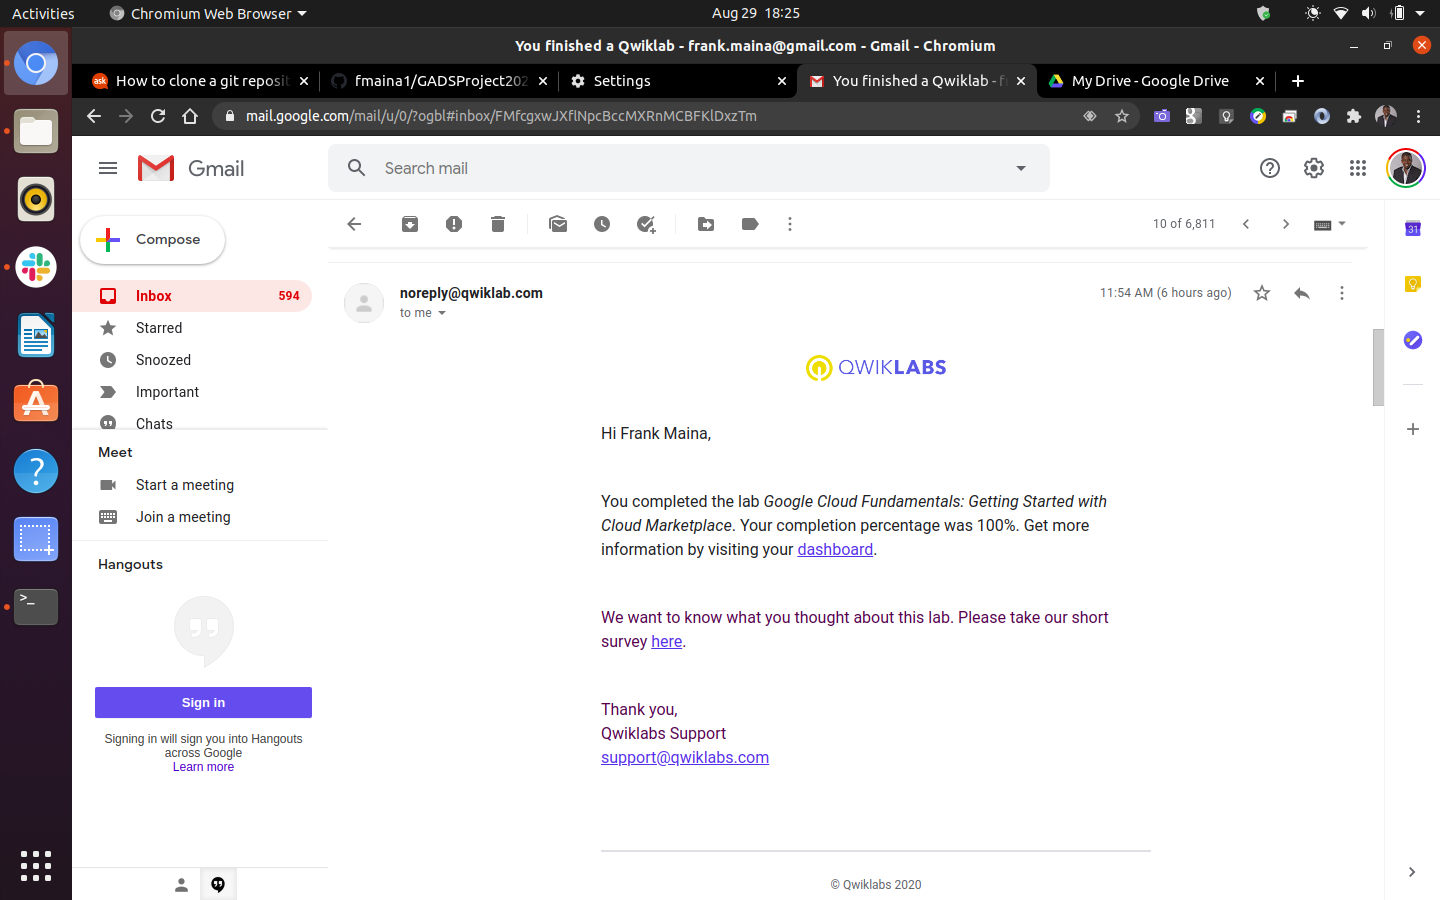 Activities
Chromium Web Browser
Aug 29 18:25
You finished a Qwiklab - frank.maina@gmail.com - Gmail - Chromium
How to clone a git reposit
fmaina1/GADSProject202
Settings
You finished a Qwiklab - f
My Drive - Google Drive
mail.google.com/mail/u/0/?ogbl#inbox/FMfcgxwJXflNpcBccMXRnMCBFKlDxzTm
Gmail
Search mail
Compose
10 of 6,811
Inbox 594
Starred
Snoozed
Important
Chats
Meet
Start a meeting
Join a meeting
Hangouts
Sign in
Signing in will sign you into Hangouts
across Google
Learn more
noreply@qwiklab.com
11:54 AM (6 hours ago)
to me
QWIKLABS
Hi Frank Maina,
You completed the lab Google Cloud Fundamentals: Getting Started with
Cloud Marketplace. Your completion percentage was 100%. Get more
information by visiting your dashboard.
We want to know what you thought about this lab. Please take our short
survey here.
Thank you,
Qwiklabs Support
support@qwiklabs.com
© Qwiklabs 2020
31
ask
>_